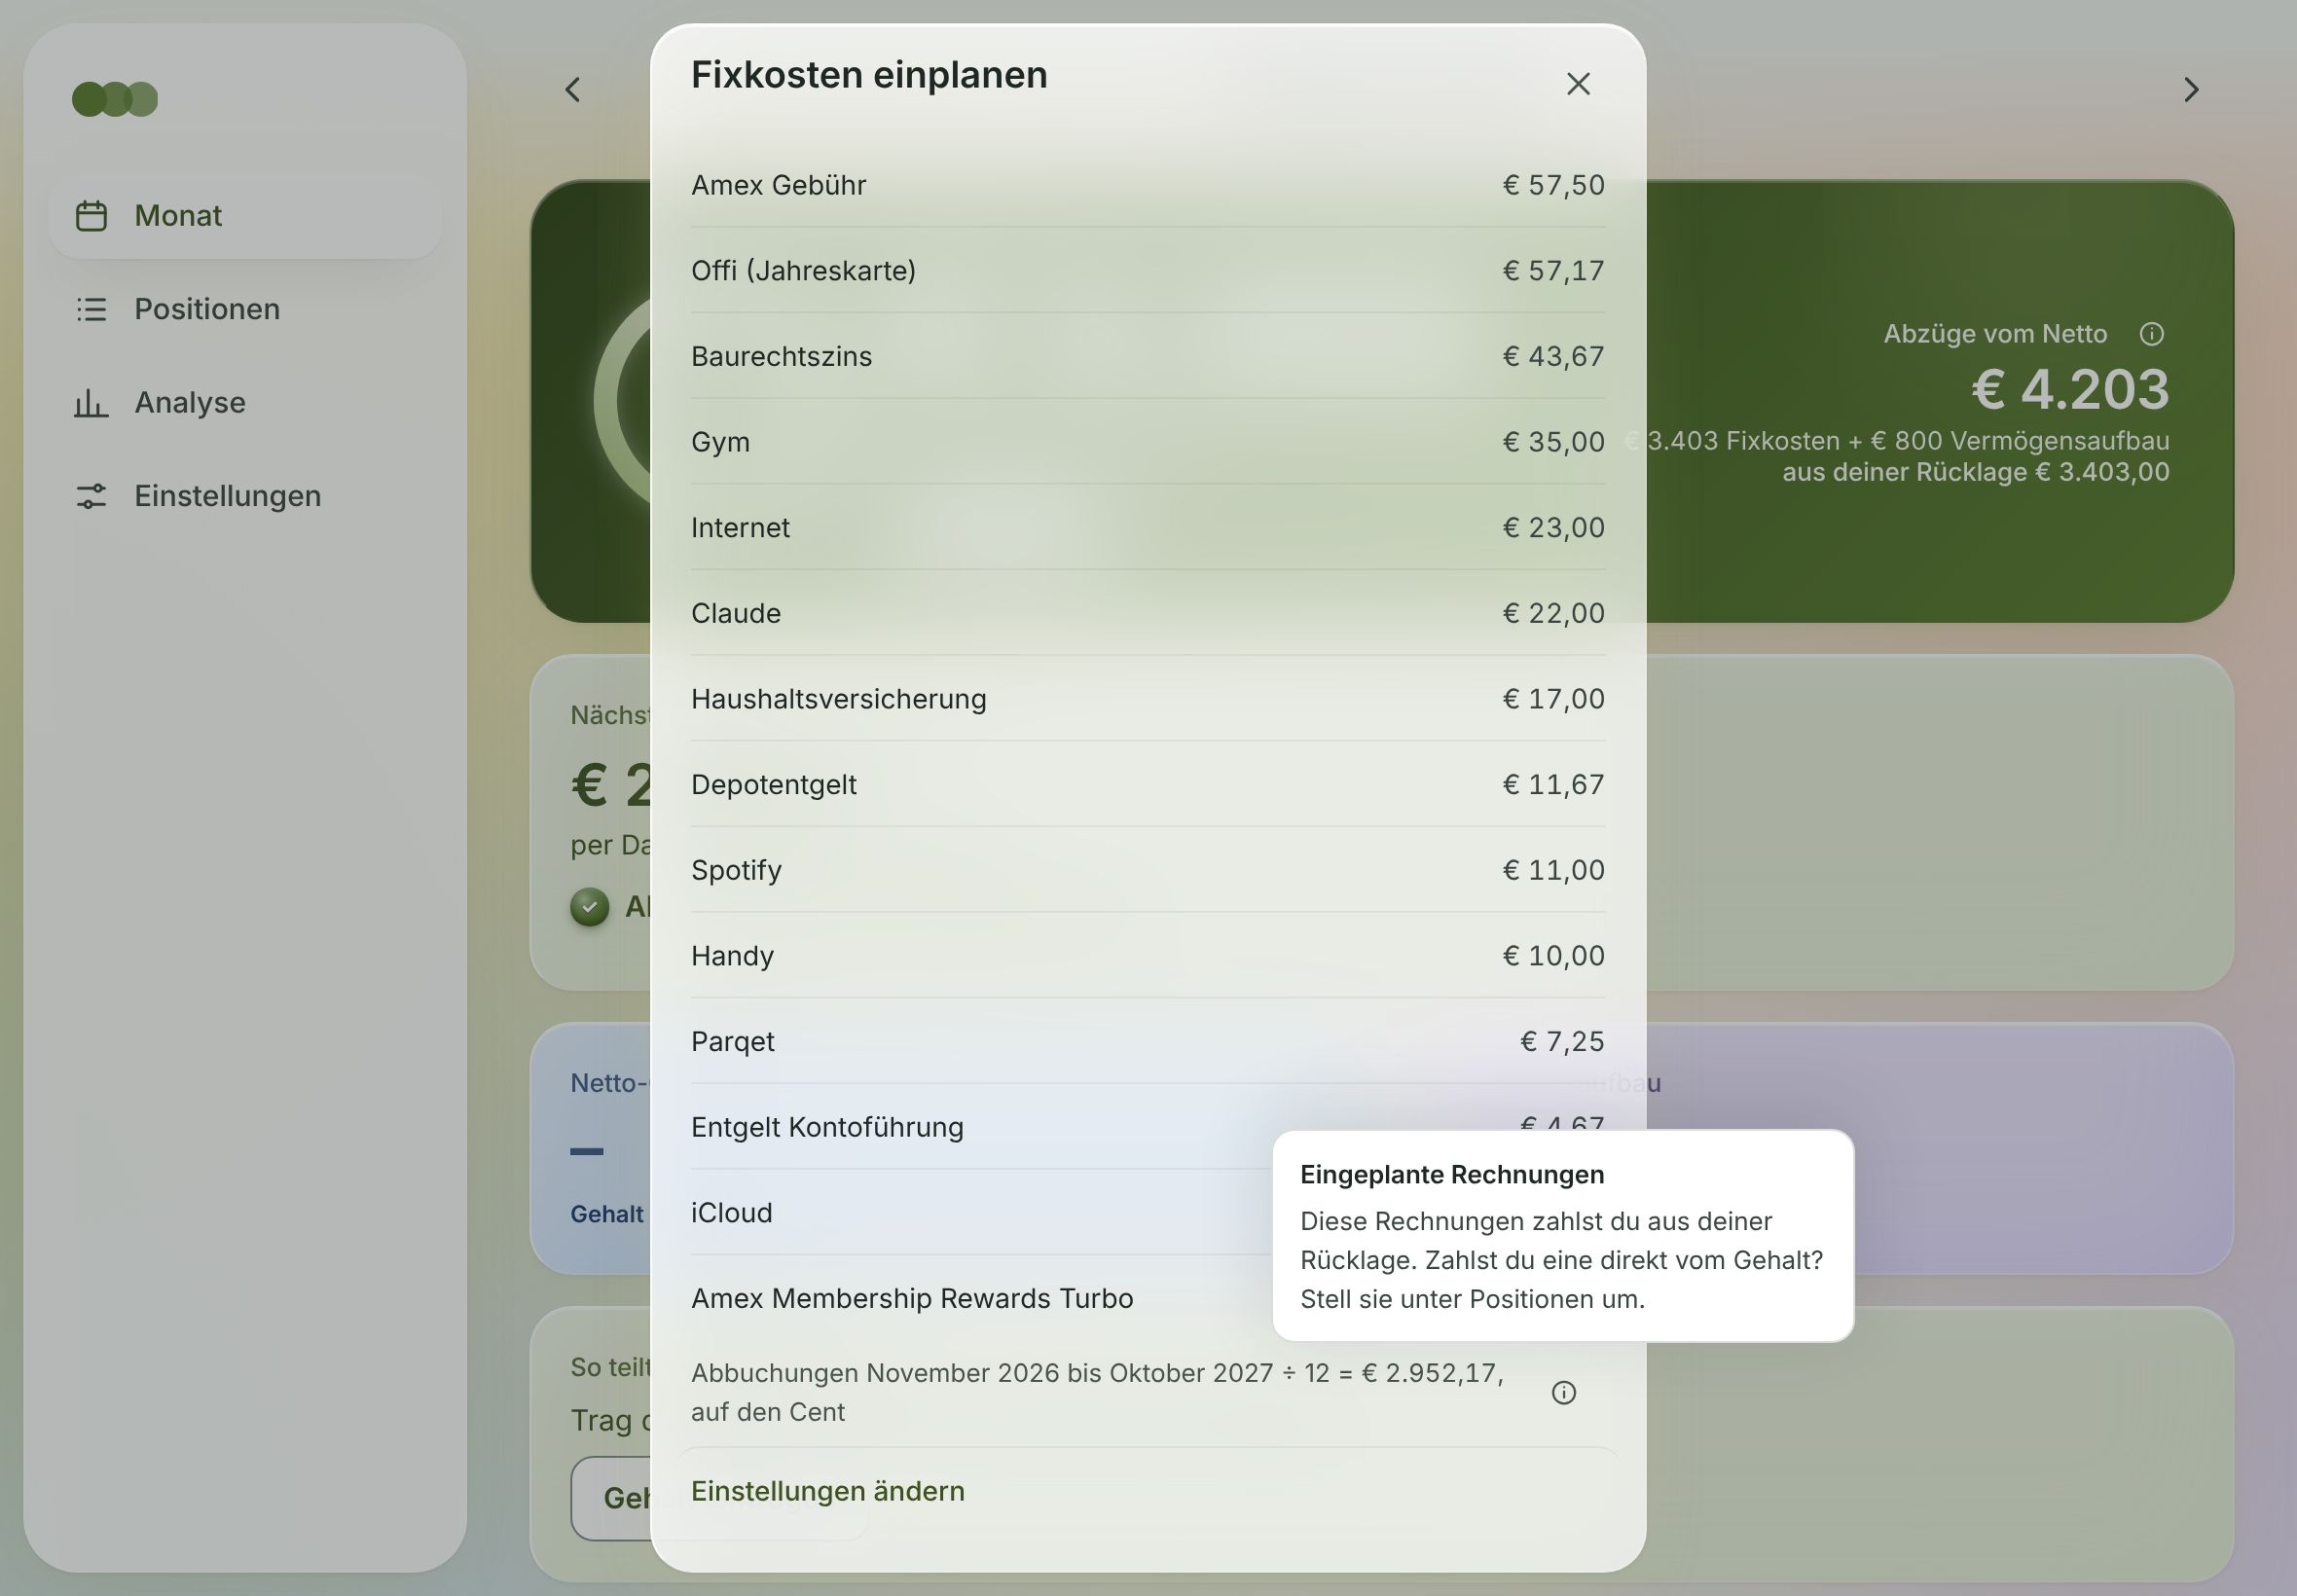 Fixkosten einplanen
Monat
Positionen
Analyse
Einstellungen
Amex Gebühr € 57,50
Offi (Jahreskarte) € 57,17
Baurechtszins € 43,67
Gym € 35,00
Internet € 23,00
Claude € 22,00
Haushaltsversicherung € 17,00
Depotentgelt € 11,67
Spotify € 11,00
Handy € 10,00
Parqet € 7,25
Entgelt Kontoführung € 4,67
iCloud
Amex Membership Rewards Turbo
Abbuchungen November 2026 bis Oktober 2027 ÷ 12 = € 2.952,17,
auf den Cent
Einstellungen ändern
Eingeplante Rechnungen
Diese Rechnungen zahlst du aus deiner
Rücklage. Zahlst du eine direkt vom Gehalt?
Stell sie unter Positionen um.
Abzüge vom Netto
€ 4.203
€ 3.403 Fixkosten + € 800 Vermögensaufbau
aus deiner Rücklage € 3.403,00
€ 2
per
Netto-
–
Gehalt
So teilt
Trag